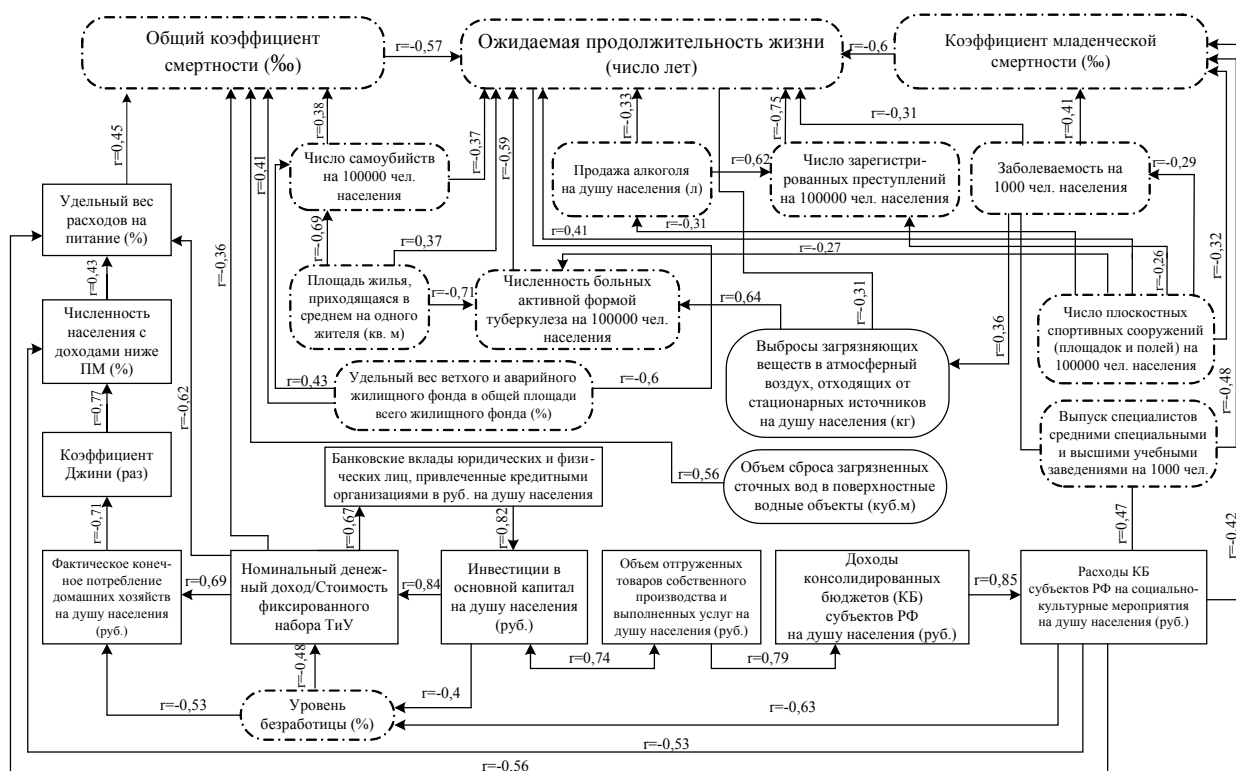 Общий коэффициент
смертности (‰)
r=-0,57
Ожидаемая продолжительность жизни
(число лет)
r=-0,6
Коэффициент младенческой
смертности (‰)
r=0,45
r=0,38
r=-0,37
r=-0,33
r=-0,75
r=-0,31
r=0,41
r=0,41
r=-0,59
Число самоубийств
на 100000 чел.
населения
Продажа алкоголя
на душу населения (л)
r=0,62
Число зарегистри-
рованных преступлений
на 100000 чел. населения
Заболеваемость на
1000 чел. населения
r=-0,29
Удельный вес
расходов на
питание (%)
r=-0,36
r=-0,69
r=0,37
r=0,41
r=-0,31
r=-0,27
r=-0,26
r=-0,32
r=0,43
Площадь жилья,
приходящаяся в
среднем на одного
жителя (кв. м)
r=-0,71
Численность больных
активной формой
туберкулеза на 100000 чел.
населения
r=0,64
r=-0,31
r=0,36
Число плоскостных
спортивных сооружений
(площадок и полей) на
100000 чел. населения
Численность
населения с
доходами ниже
ПМ (%)
r=-0,62
r=0,43
Удельный вес ветхого и аварийного
жилищного фонда в общей площади
всего жилищного фонда (%)
r=-0,6
Выбросы загрязняющих
веществ в атмосферный
воздух, отходящих от
стационарных источников
на душу населения (кг)
r=-0,48
r=0,77
Выпуск специалистов
средними специальными
и высшими учебными
заведениями на 1000 чел.
Коэффициент
Джини (раз)
Банковские вклады юридических и физи-
ческих лиц, привлеченные кредитными
организациями в руб. на душу населения
r=0,56
Объем сброса загрязненных
сточных вод в поверхностные
водные объекты (куб.м)
r=-0,71
r=0,67
r=0,82
r=0,47
r=-0,42
Фактическое конеч-
ное потребление
домашних хозяйств
на душу населения
(руб.)
r=0,69
Номинальный денеж-
ный доход/Стоимость
фиксированного
набора ТиУ
r=0,84
Инвестиции в
основной капитал
на душу населения
(руб.)
Объем отгруженных
товаров собственного
производства и
выполненных услуг на
душу населения (руб.)
Доходы
консолидированных
бюджетов (КБ)
субъектов РФ
на душу населения (руб.)
r=0,85
Расходы КБ
субъектов РФ на социально-
культурные мероприятия
на душу населения (руб.)
r=0,74
r=0,79
r=-0,48
r=-0,4
r=-0,53
Уровень
безработицы (%)
r=-0,63
r=-0,53
r=-0,56